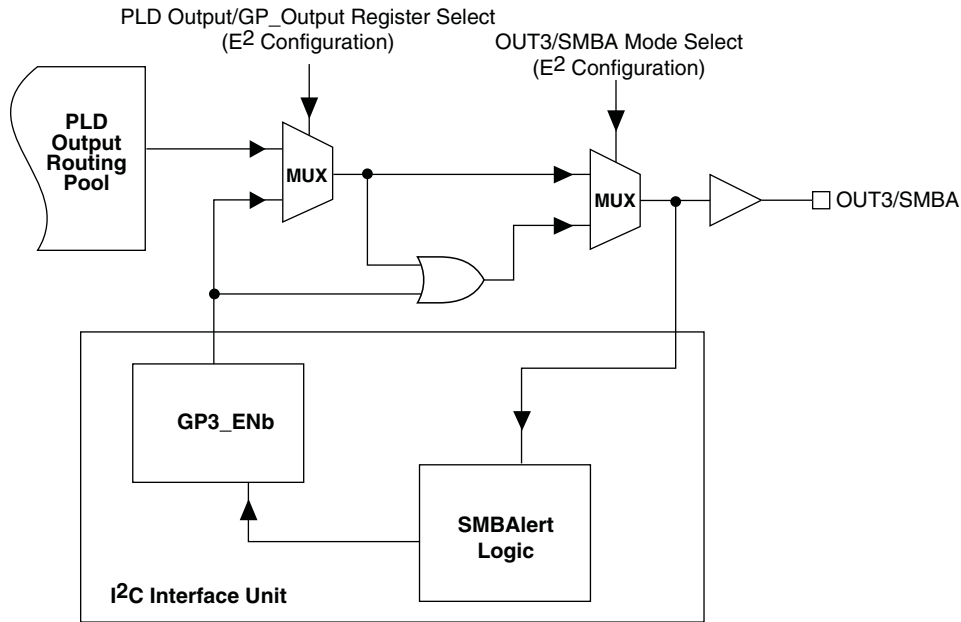 PLD Output/GP_Output Register Select
(E2 Configuration)
OUT3/SMBA Mode Select
(E2 Configuration)
PLD
Output
Routing
Pool
MUX
MUX
OUT3/SMBA
GP3_ENb
SMBAlert
Logic
I2C Interface Unit